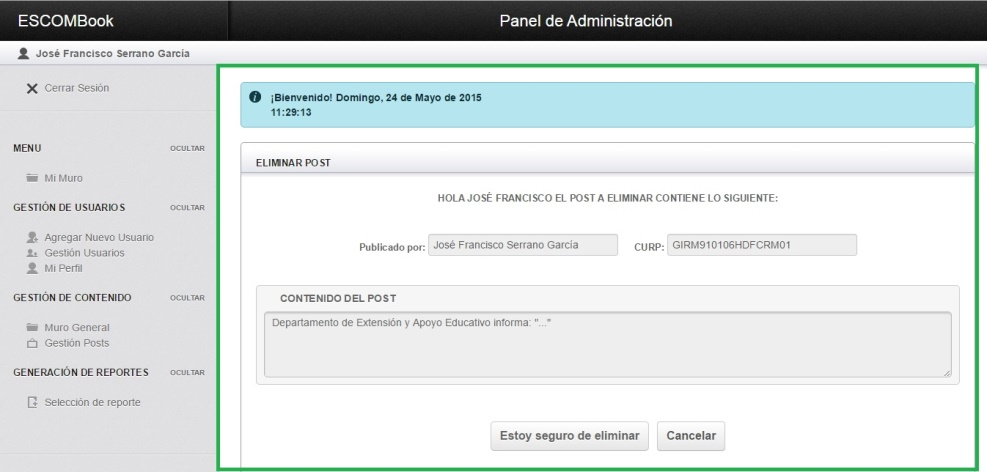 ESCOMBook
Panel de Administración
José Francisco Serrano García
Cerrar Sesión
MENU OCULTAR
Mi Muro
GESTIÓN DE USUARIOS OCULTAR
Agregar Nuevo Usuario
Gestión Usuarios
Mi Perfil
GESTIÓN DE CONTENIDO OCULTAR
Muro General
Gestión Posts
GENERACIÓN DE REPORTES OCULTAR
Selección de reporte
¡Bienvenido! Domingo, 24 de Mayo de 2015
11:29:13
ELIMINAR POST
HOLA JOSÉ FRANCISCO EL POST A ELIMINAR CONTIENE LO SIGUIENTE:
Publicado por: José Francisco Serrano García CURP: GIRM910106HDFCRM01
CONTENIDO DEL POST
Departamento de Extensión y Apoyo Educativo informa: "..."
Estoy seguro de eliminar Cancelar